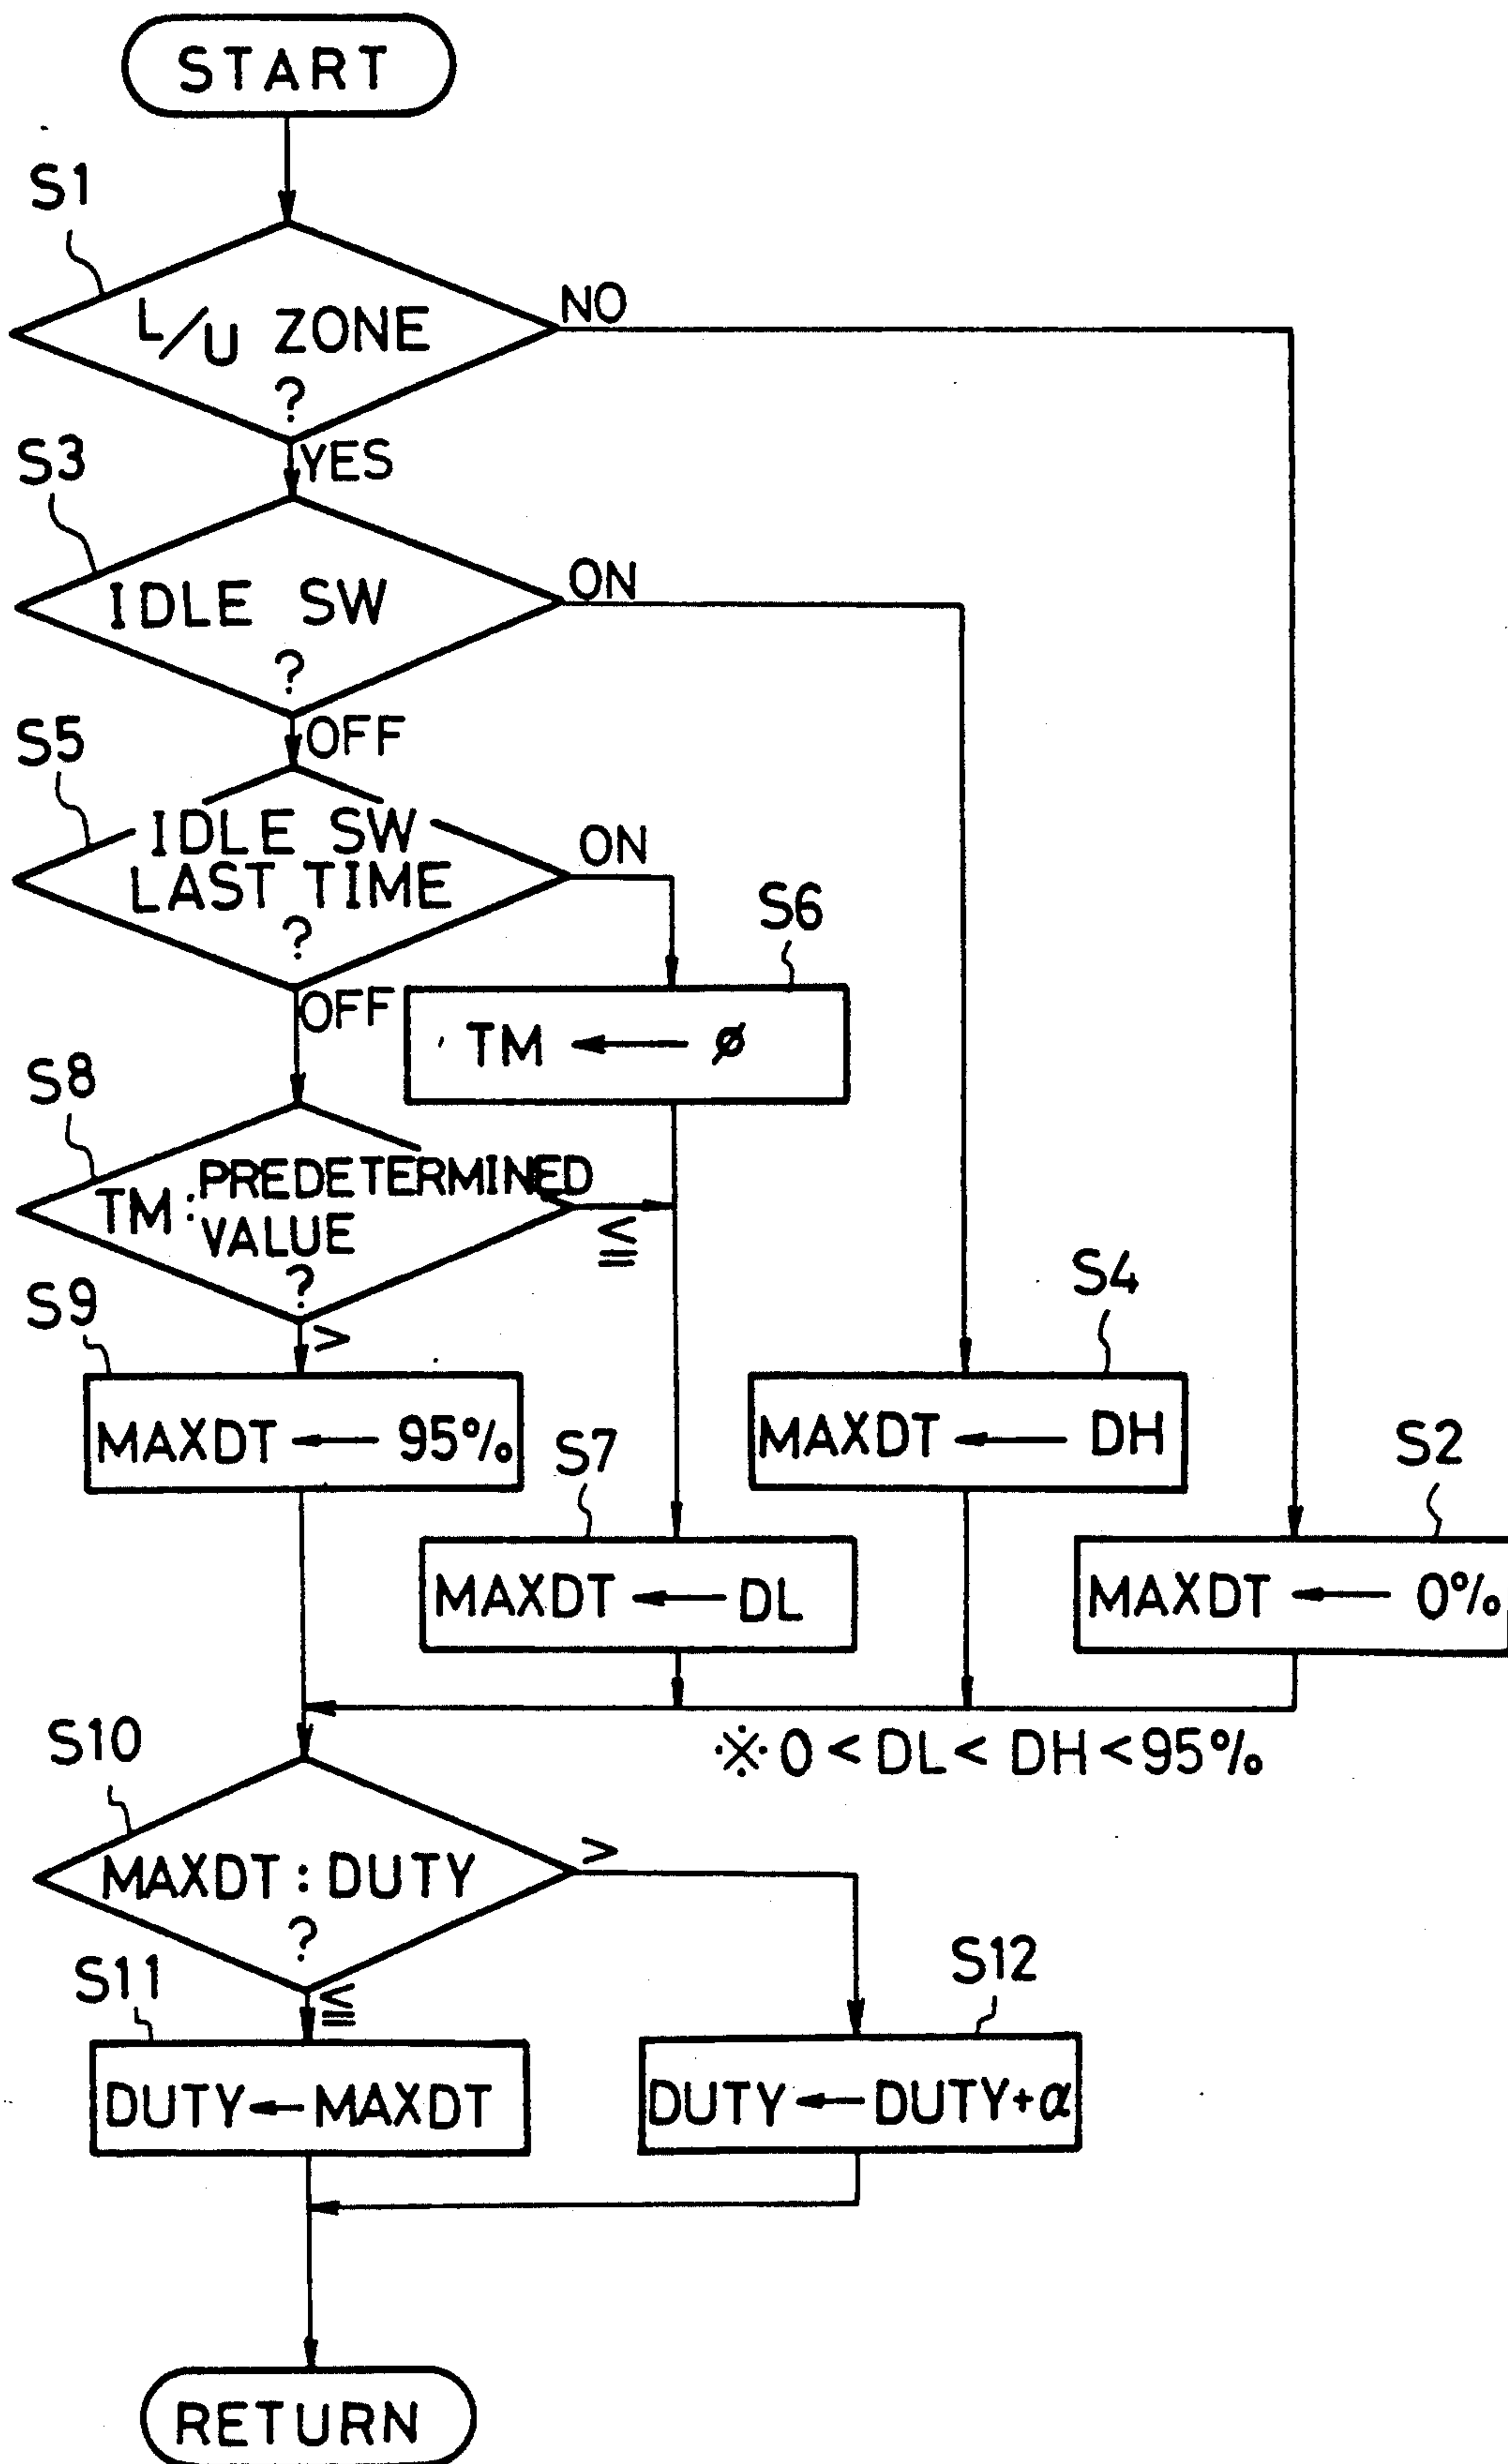 START
S1
L/U ZONE
?
NO
YES
S3
IDLE SW
?
ON
OFF
S5
IDLE SW
LAST TIME
?
ON
OFF
S6
TM ← ø
S8
TM : PREDETERMINED
VALUE
?
≦
>
S9
MAXDT ← 95%
S7
MAXDT ← DL
S4
MAXDT ← DH
S2
MAXDT ← 0%
※ 0 < DL < DH < 95%
S10
MAXDT : DUTY
?
>
≦
S11
DUTY ← MAXDT
S12
DUTY ← DUTY+α
RETURN